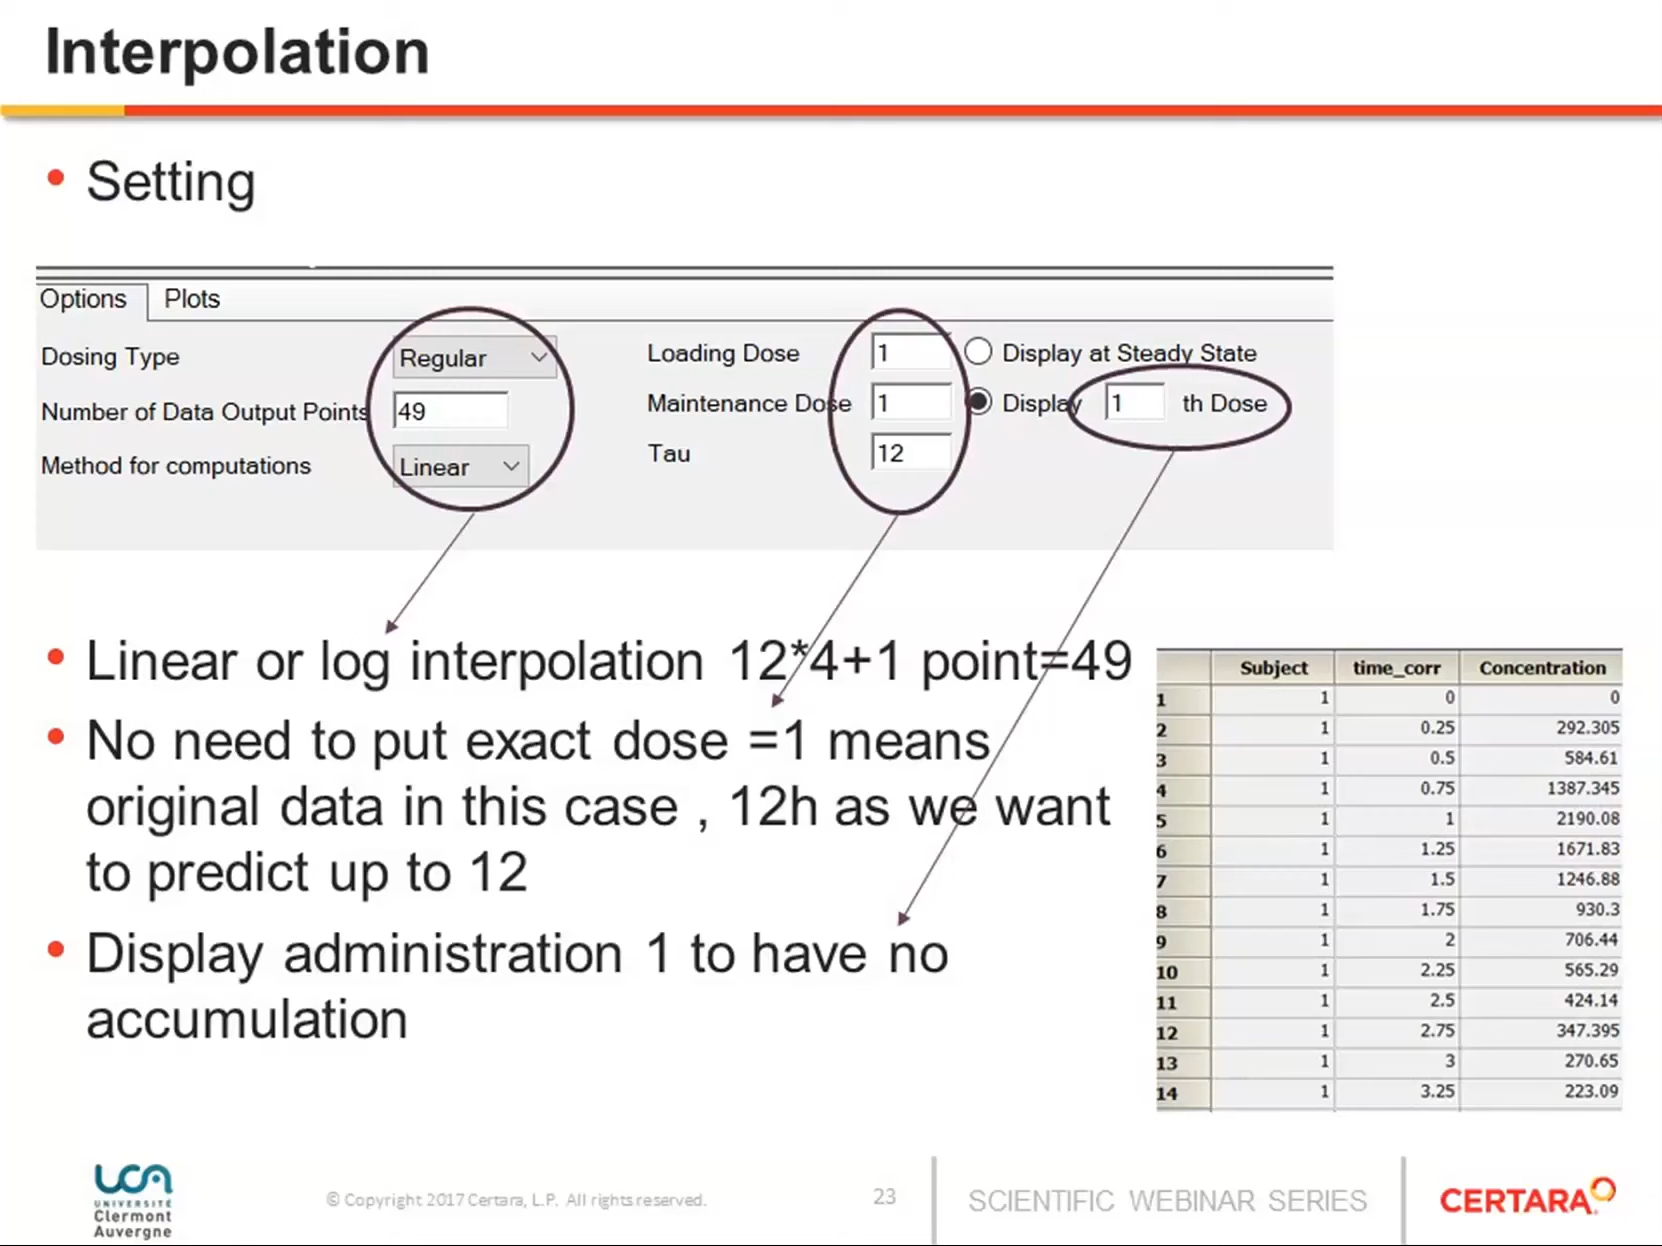 Interpolation
• Setting
Options Plots
Dosing Type Regular Loading Dose 1 Display at Steady State
Number of Data Output Points 49 Maintenance Dose 1 Display 1 th Dose
Method for computations Linear Tau 12
• Linear or log interpolation 12*4+1 point=49
• No need to put exact dose =1 means
original data in this case , 12h as we want
to predict up to 12
• Display administration 1 to have no
accumulation
Subject time_corr Concentration
1 1 0 0
2 1 0.25 292.305
3 1 0.5 584.61
4 1 0.75 1387.345
5 1 1 2190.08
6 1 1.25 1671.83
7 1 1.5 1246.88
8 1 1.75 930.3
9 1 2 706.44
10 1 2.25 565.29
11 1 2.5 424.14
12 1 2.75 347.395
13 1 3 270.65
14 1 3.25 223.09
UCA
UNIVERSITÉ
Clermont
Auvergne
© Copyright 2017 Certara, L.P. All rights reserved.
23
SCIENTIFIC WEBINAR SERIES
CERTARA